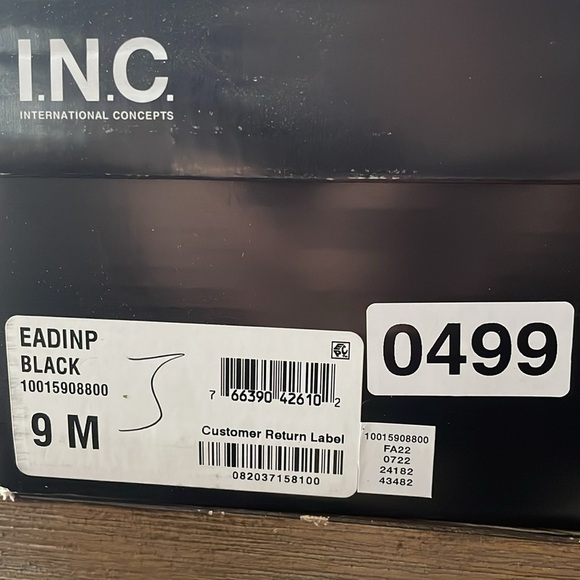 I.N.C.
INTERNATIONAL CONCEPTS
EADINP
BLACK
10015908800
9 M
3
7 66390 42610 2
Customer Return Label
082037158100
0499
10015908800
FA22
0722
24182
43482